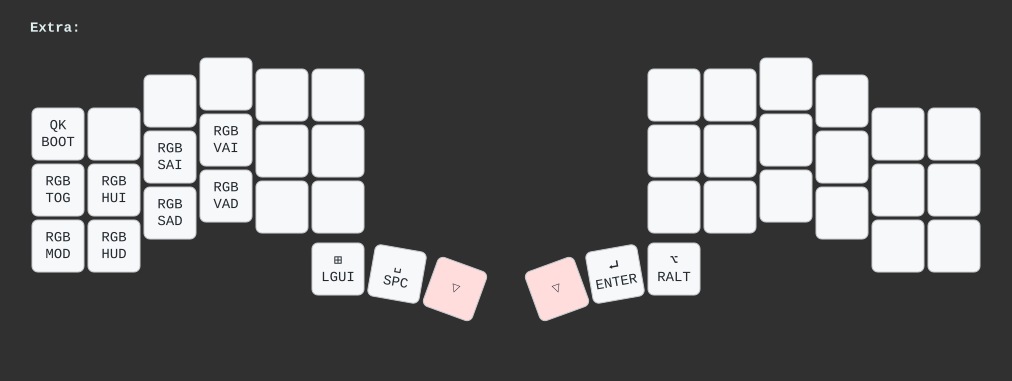 Extra:
QK
BOOT
RGB
VAI
RGB
SAI
RGB
TOG
RGB
HUI
RGB
VAD
RGB
SAD
RGB
MOD
RGB
HUD
⊞
LGUI
␣
SPC
▽
▽
↵
ENTER
⌥
RALT